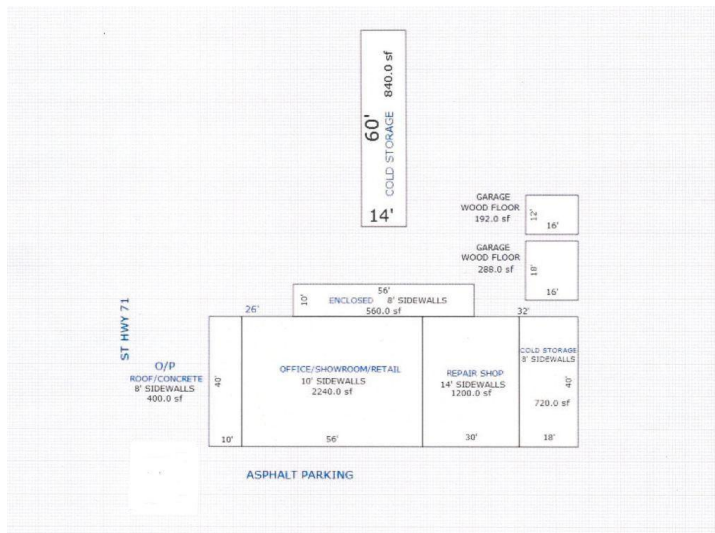 60'
COLD STORAGE 840.0 sf
14'
GARAGE
WOOD FLOOR
192.0 sf
12'
16'
GARAGE
WOOD FLOOR
288.0 sf
18'
16'
56'
10'
ENCLOSED 8' SIDEWALLS
560.0 sf
26'
32'
ST HWY 71
O/P
ROOF/CONCRETE
8' SIDEWALLS
400.0 sf
40'
10'
OFFICE/SHOWROOM/RETAIL
10' SIDEWALLS
2240.0 sf
56'
REPAIR SHOP
14' SIDEWALLS
1200.0 sf
30'
COLD STORAGE
8' SIDEWALLS
40'
720.0 sf
18'
ASPHALT PARKING